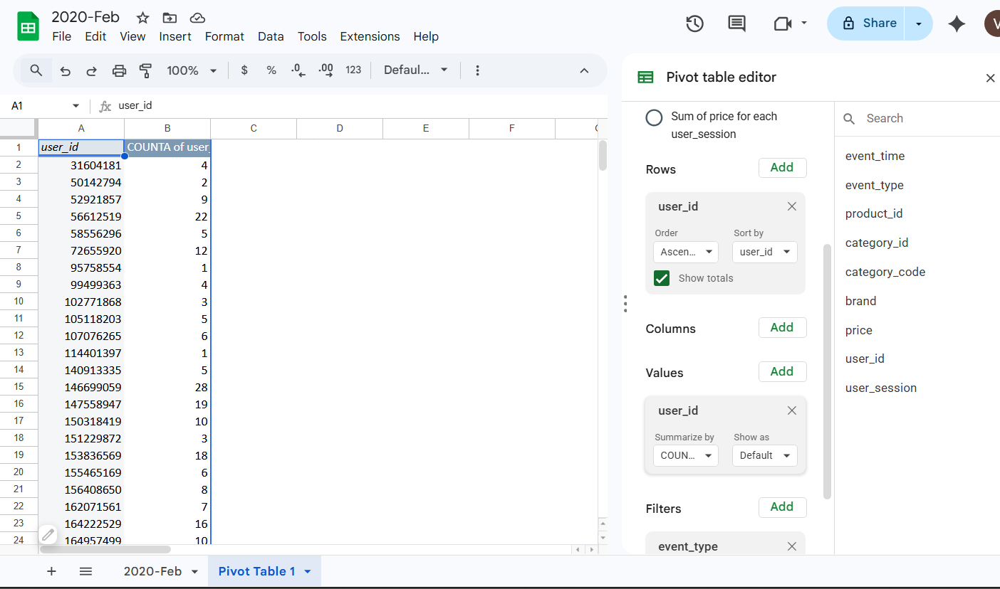 2020-Feb
File Edit View Insert Format Data Tools Extensions Help
Share
V
100% $ % .0 .00 123 Defaul...
A1 fx user_id
A B C D E F
1 user_id COUNTA of user_
2 31604181 4
3 50142794 2
4 52921857 9
5 56612519 22
6 58556296 5
7 72655920 12
8 95758554 1
9 99499363 4
10 102771868 3
11 105118203 5
12 107076265 6
13 114401397 1
14 140913335 5
15 146699059 28
16 147558947 19
17 150318419 10
18 151229872 3
19 153836569 18
20 155465169 6
21 156408650 8
22 162071561 7
23 164222529 16
24 164957499 10
2020-Feb Pivot Table 1
Pivot table editor
Sum of price for each
user_session
Rows Add
user_id
Order Sort by
Ascen... user_id
Show totals
Columns Add
Values Add
user_id
Summarize by Show as
COUN... Default
Filters Add
event_type
Search
event_time
event_type
product_id
category_id
category_code
brand
price
user_id
user_session